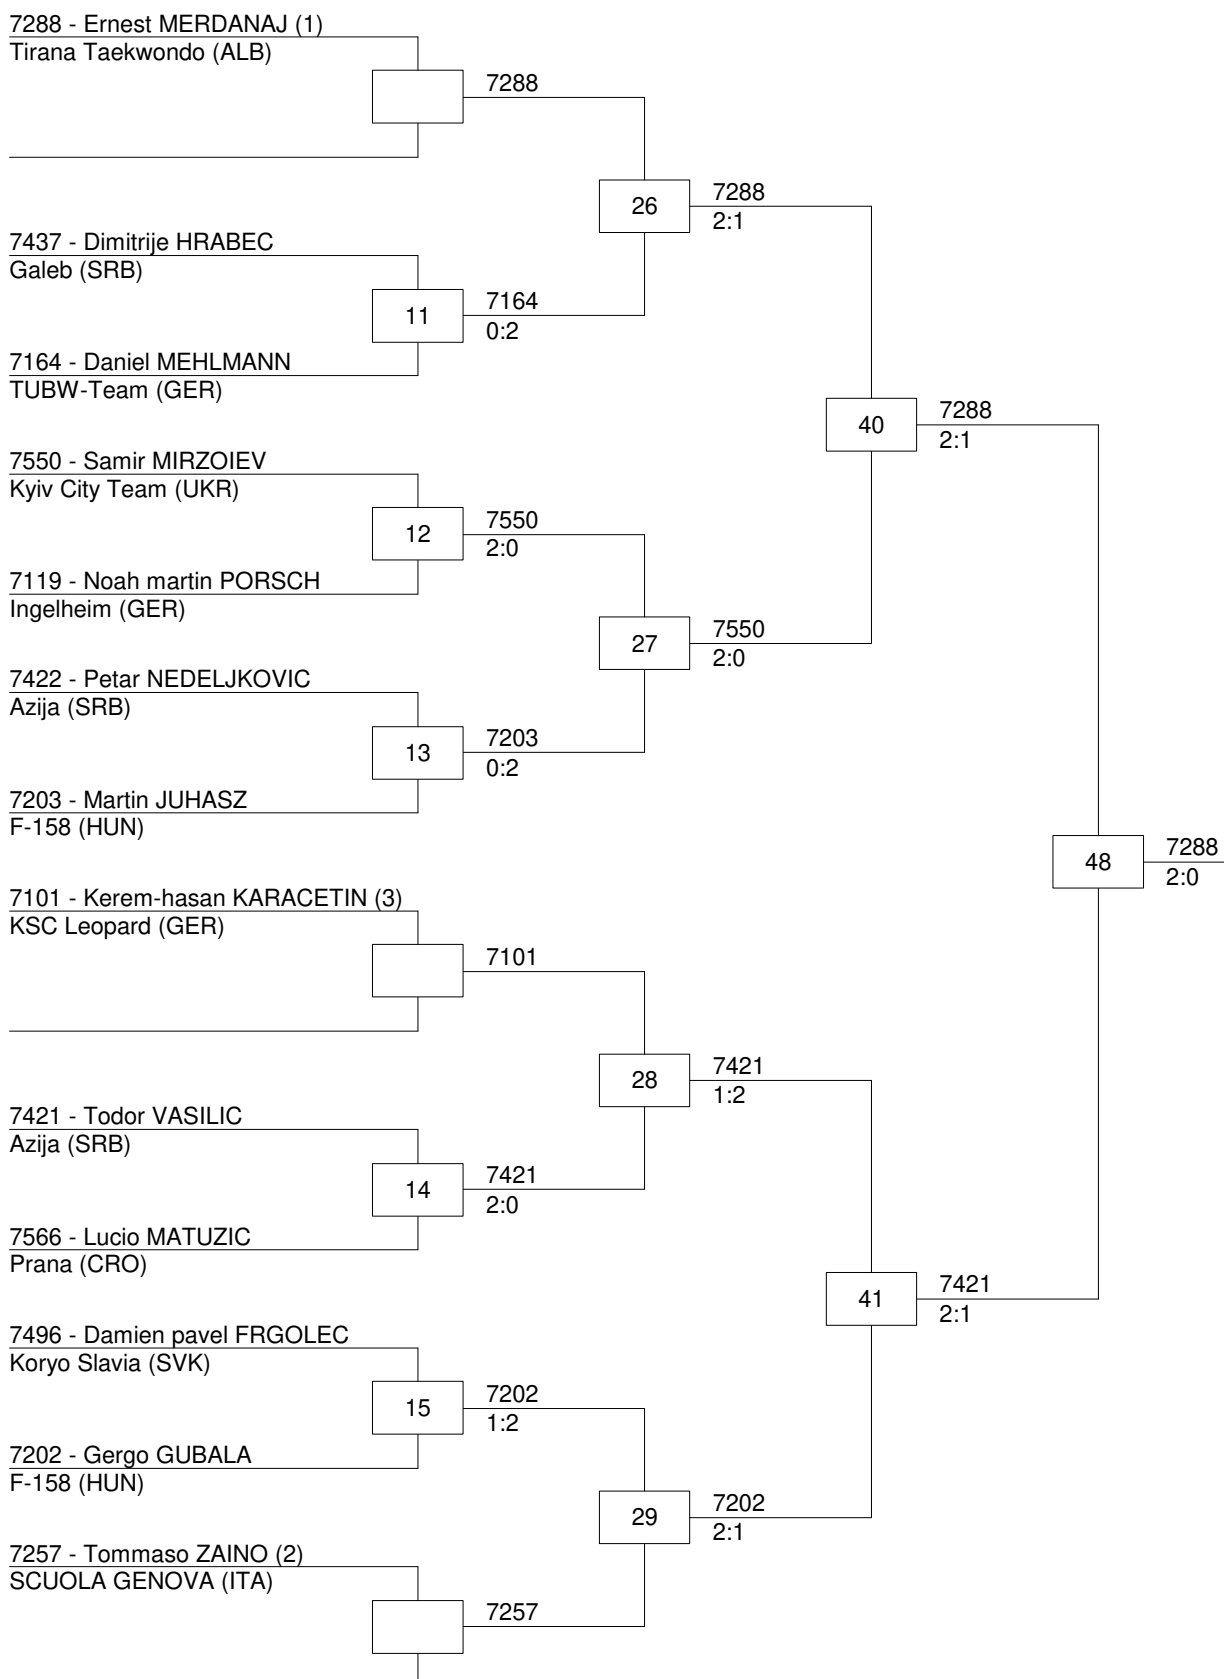 7288 - Ernest MERDANAJ (1)
Tirana Taekwondo (ALB)
7288
26
7288
2:1
7437 - Dimitrije HRABEC
Galeb (SRB)
11
7164
0:2
7164 - Daniel MEHLMANN
TUBW-Team (GER)
40
7288
2:1
7550 - Samir MIRZOIEV
Kyiv City Team (UKR)
12
7550
2:0
7119 - Noah martin PORSCH
Ingelheim (GER)
27
7550
2:0
7422 - Petar NEDELJKOVIC
Azija (SRB)
13
7203
0:2
7203 - Martin JUHASZ
F-158 (HUN)
48
7288
2:0
7101 - Kerem-hasan KARACETIN (3)
KSC Leopard (GER)
7101
28
7421
1:2
7421 - Todor VASILIC
Azija (SRB)
14
7421
2:0
7566 - Lucio MATUZIC
Prana (CRO)
41
7421
2:1
7496 - Damien pavel FRGOLEC
Koryo Slavia (SVK)
15
7202
1:2
7202 - Gergo GUBALA
F-158 (HUN)
29
7202
2:1
7257 - Tommaso ZAINO (2)
SCUOLA GENOVA (ITA)
7257